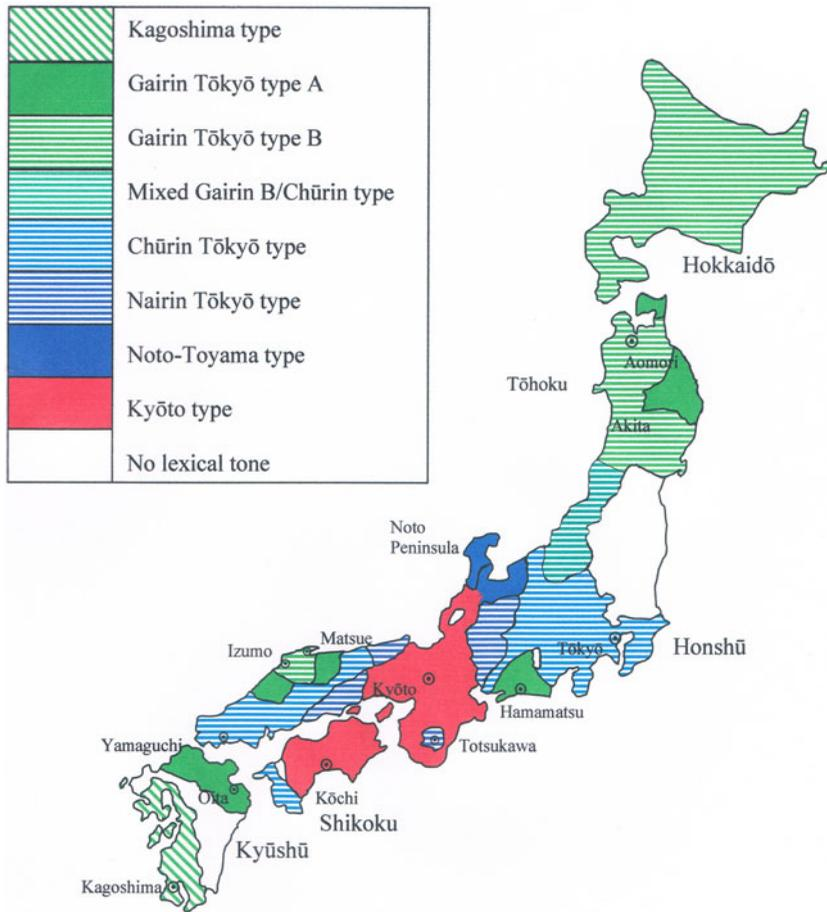 Kagoshima type
Gairin Tōkyō type A
Gairin Tōkyō type B
Mixed Gairin B/Chūrin type
Chūrin Tōkyō type
Nairin Tōkyō type
Noto-Toyama type
Kyōto type
No lexical tone
Hokkaidō
Aomori
Tōhoku
Akita
Noto
Peninsula
Izumo
Matsue
Tōkyō
Honshū
Kyōto
Hamamatsu
Yamaguchi
Totsukawa
Oita
Kōchi
Shikoku
Kyūshū
Kagoshima